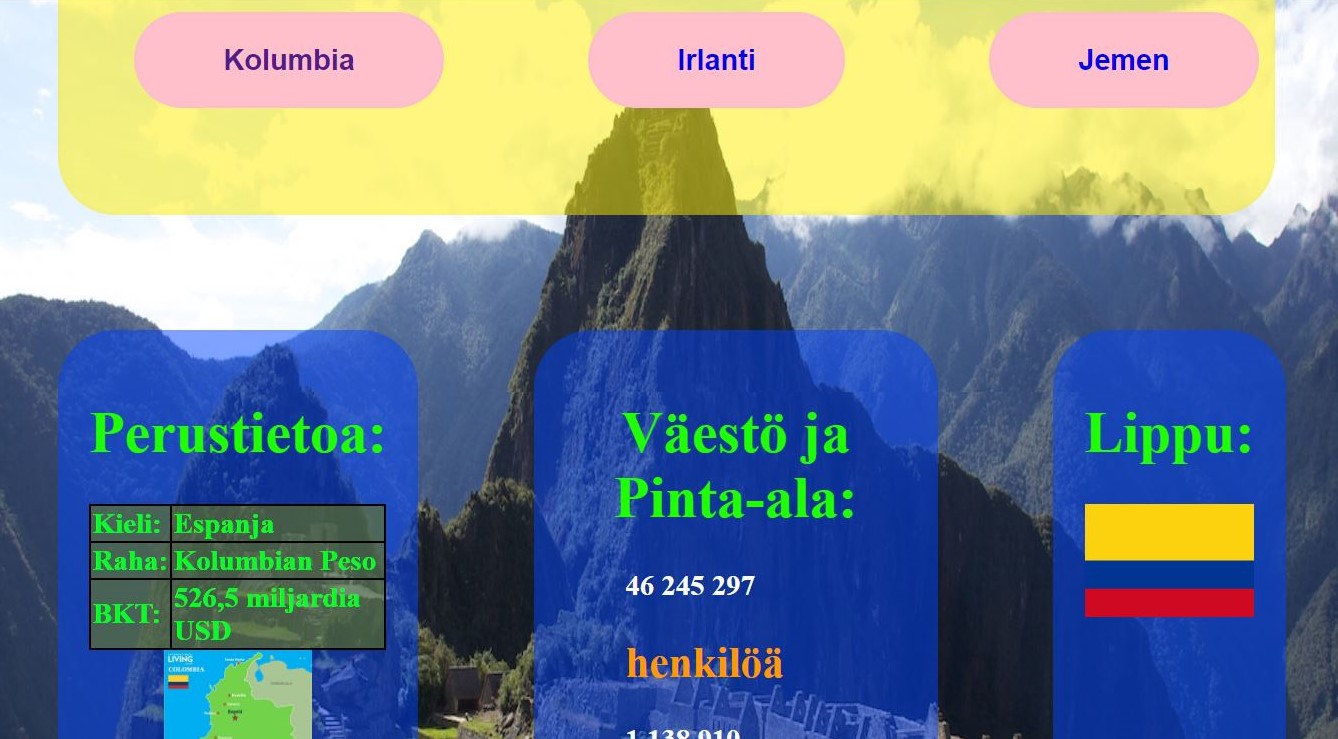 Kolumbia
Irlanti
Jemen
Perustietoa:
Kieli: Espanja
Raha: Kolumbian Peso
BKT: 526,5 miljardia
USD
LIVING
COLOMBIA
Bogotá
Väestö ja
Pinta-ala:
46 245 297
henkilöä
1 138 910
Lippu: